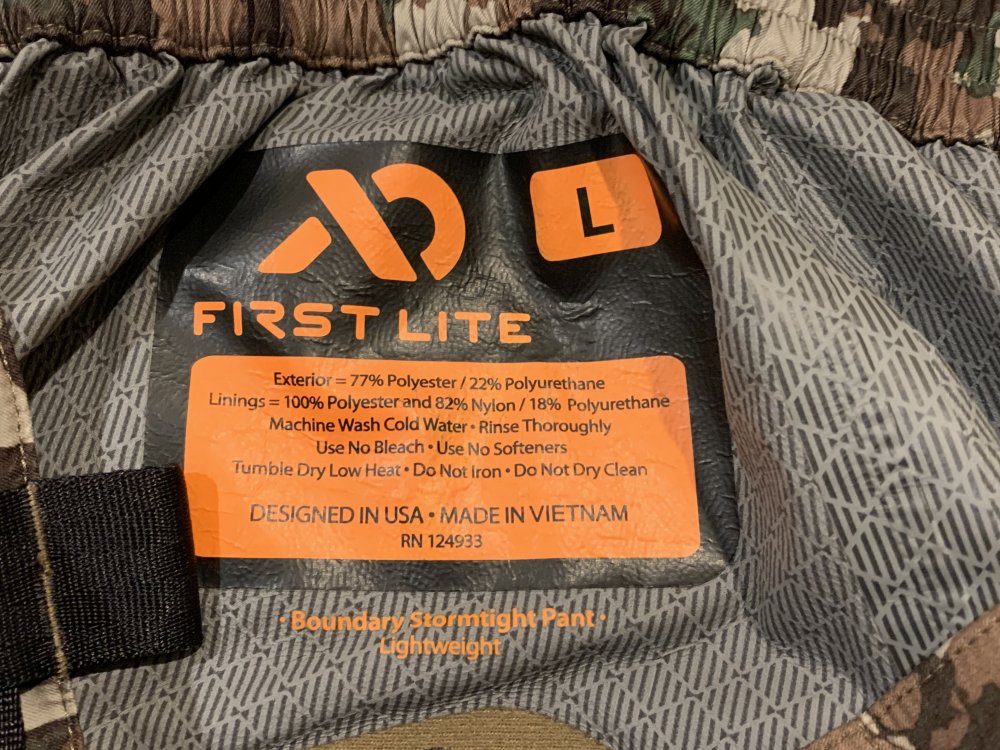 L
FIRST LITE
Exterior = 77% Polyester / 22% Polyurethane
Linings = 100% Polyester and 82% Nylon / 18% Polyurethane
Machine Wash Cold Water • Rinse Thoroughly
Use No Bleach • Use No Softeners
Tumble Dry Low Heat • Do Not Iron • Do Not Dry Clean
DESIGNED IN USA • MADE IN VIETNAM
RN 124933
• Boundary Stormtight Pant •
Lightweight